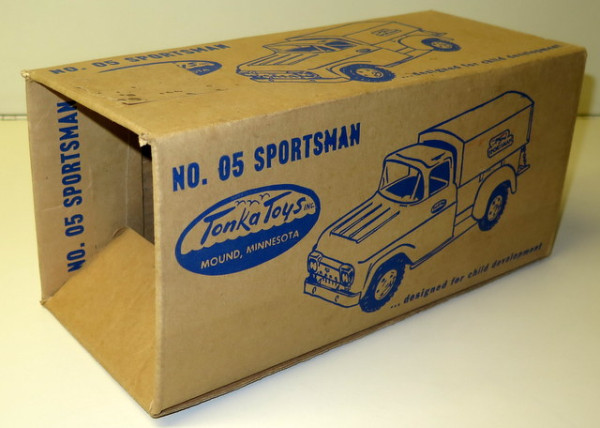 NO. 05 SPORTSMAN
...designed for child development
NO. 05 SPORTSMAN
NO. 05 SPORTSMAN
Tonka Toys INC.
MOUND, MINNESOTA
...designed for child development